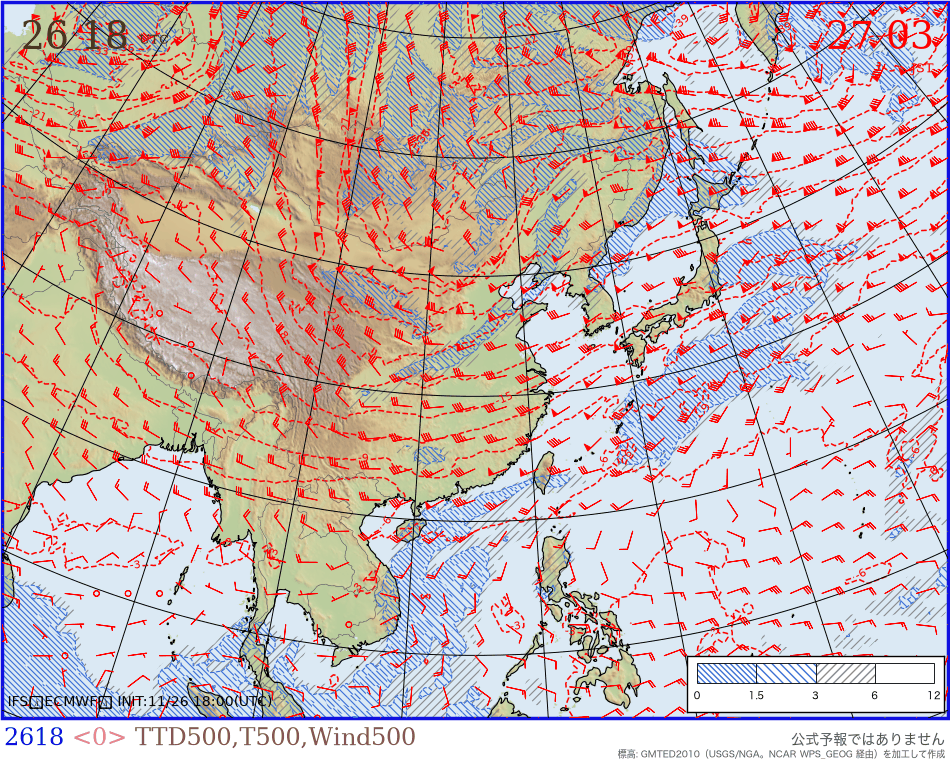 26 18 UTC
27 03 JST
IFS□ECMWF□ INIT:11/26 18:00(UTC)
0 1.5 3 6 12
2618 <0> TTD500,T500,Wind500
公式予報ではありません
標高: GMTED2010（USGS/NGA。NCAR WPS_GEOG 経由）を加工して作成